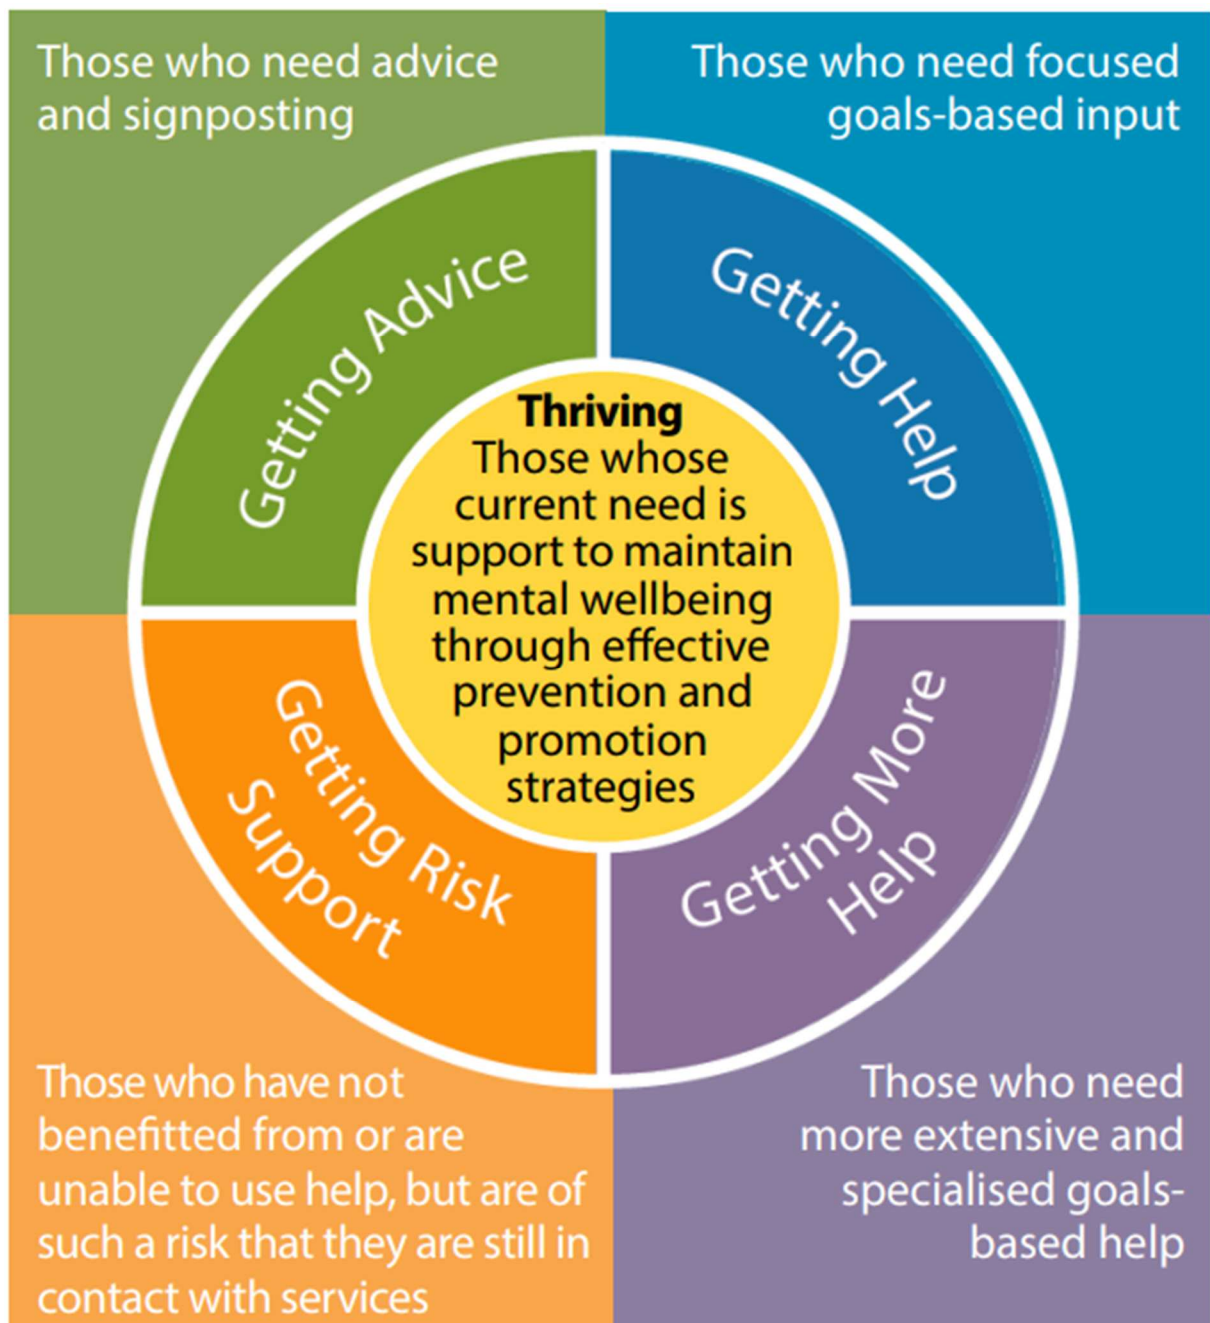 Those who need advice
and signposting
Those who need focused
goals-based input
Getting Advice
Getting Help
Thriving
Those whose
current need is
support to maintain
mental wellbeing
through effective
prevention and
promotion
strategies
Getting Risk
Support
Getting More
Help
Those who have not
benefitted from or are
unable to use help, but are of
such a risk that they are still in
contact with services
Those who need
more extensive and
specialised goals-
based help